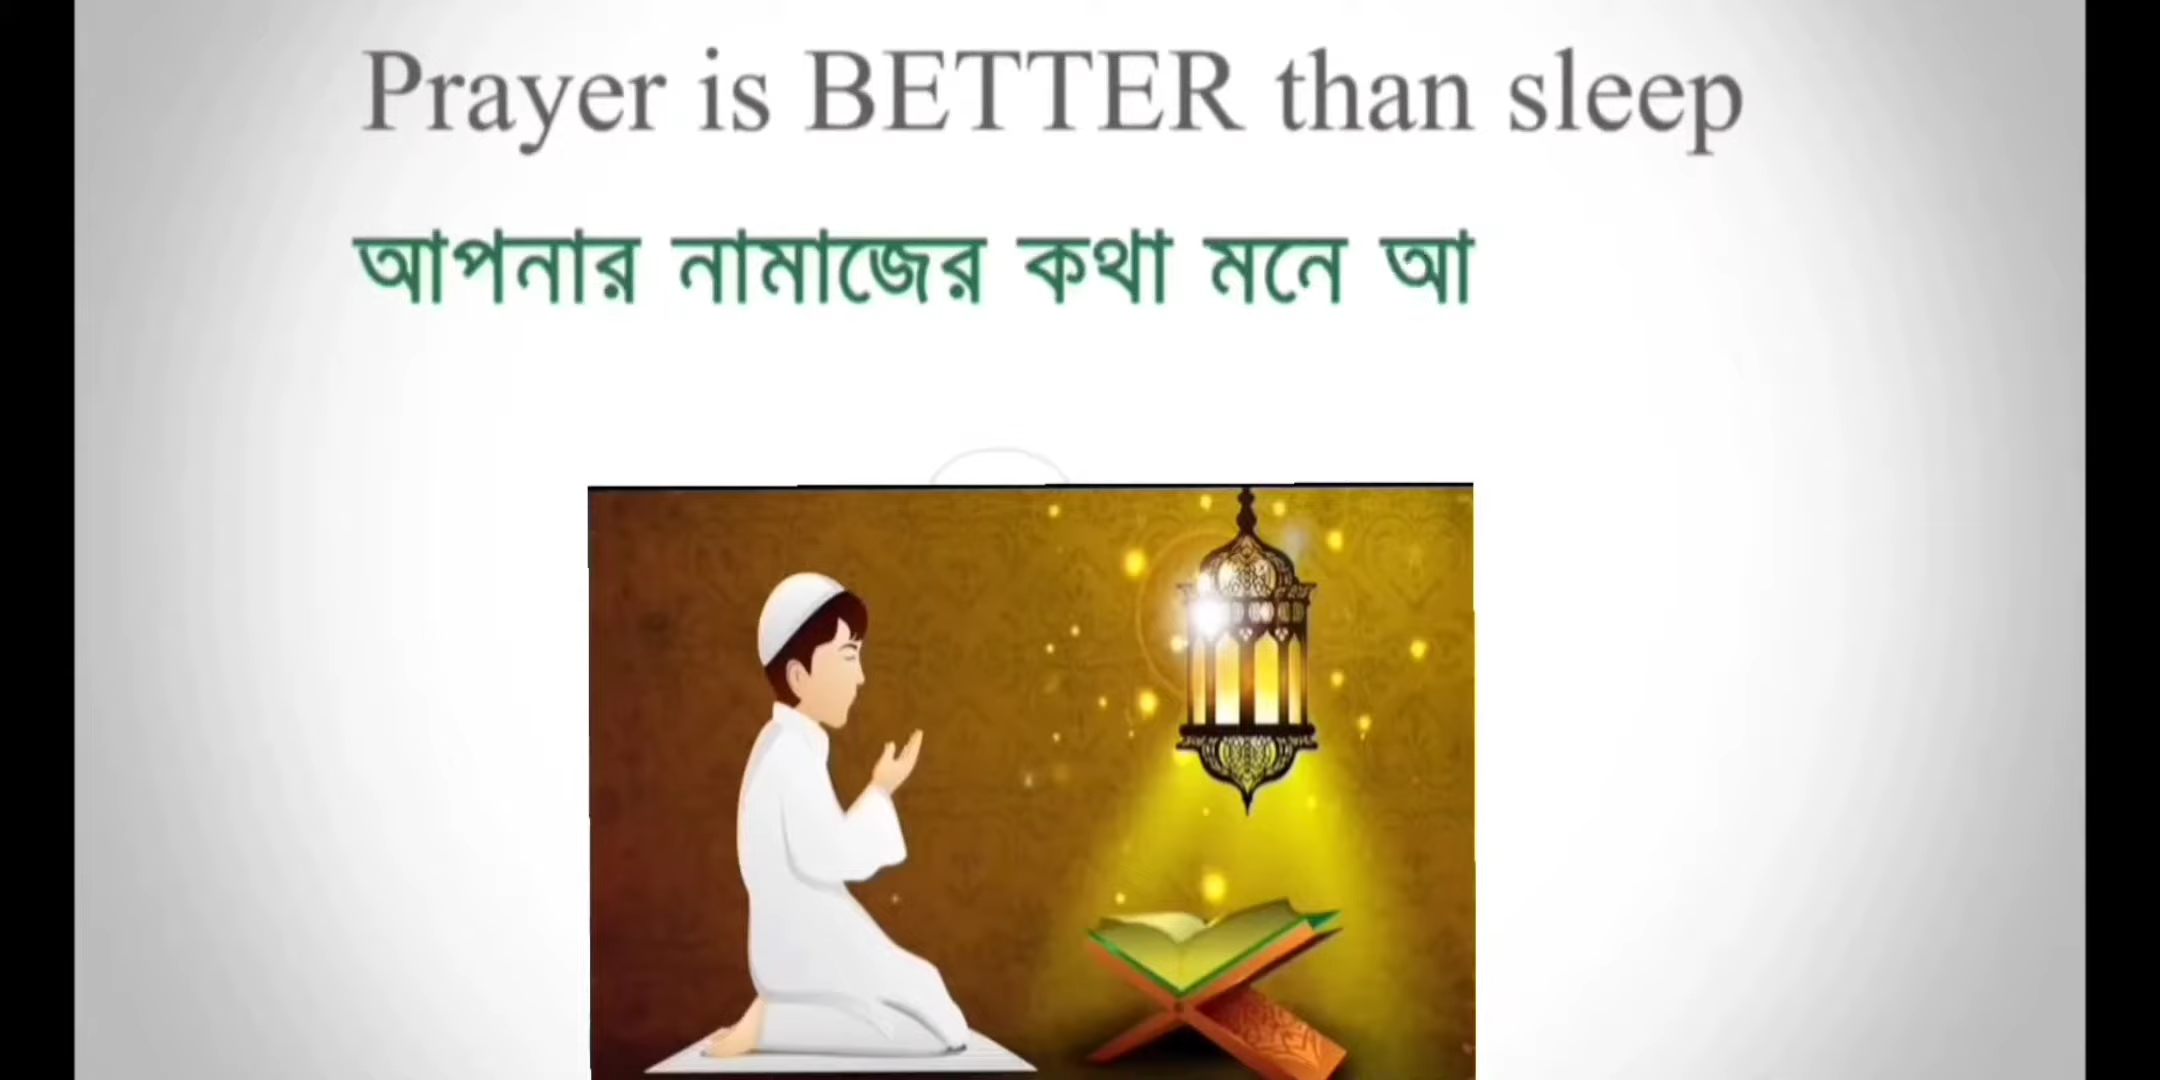 Prayer is BETTER than sleep
আপনার নামাজের কথা মনে আ